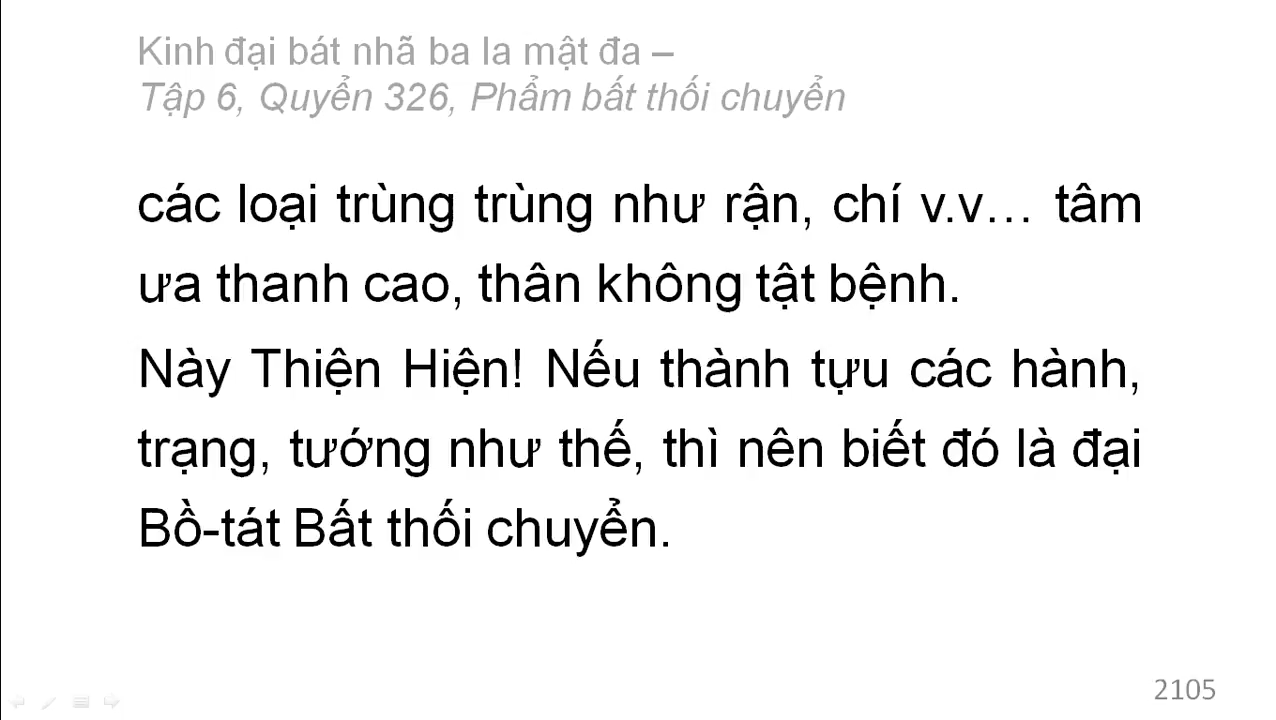 Kinh đại bát nhã ba la mật đa –
Tập 6, Quyển 326, Phẩm bất thối chuyển
các loại trùng trùng như rận, chí v.v… tâm
ưa thanh cao, thân không tật bệnh.
Này Thiện Hiện! Nếu thành tựu các hành,
trạng, tướng như thế, thì nên biết đó là đại
Bồ-tát Bất thối chuyển.
2105